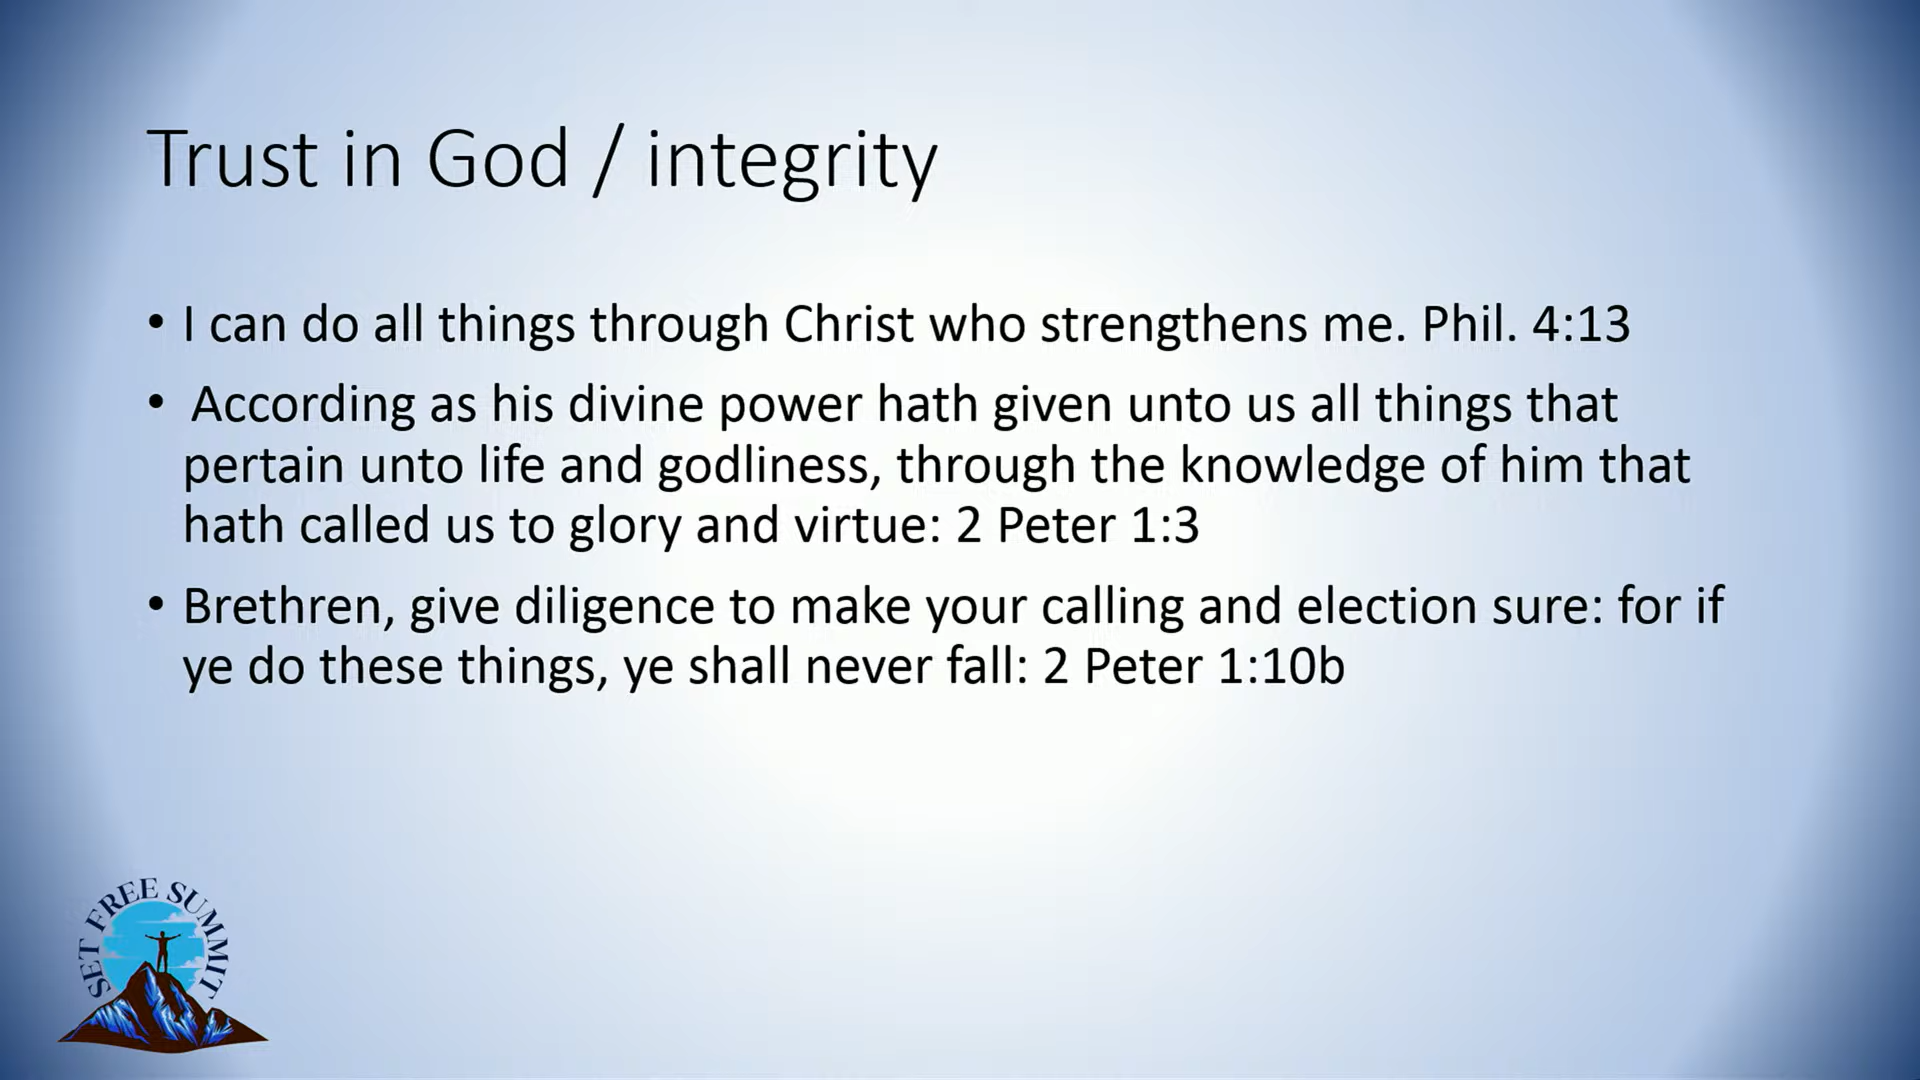 Trust in God / integrity
• I can do all things through Christ who strengthens me. Phil. 4:13
• According as his divine power hath given unto us all things that
pertain unto life and godliness, through the knowledge of him that
hath called us to glory and virtue: 2 Peter 1:3
• Brethren, give diligence to make your calling and election sure: for if
ye do these things, ye shall never fall: 2 Peter 1:10b
SET FREE SUMMIT